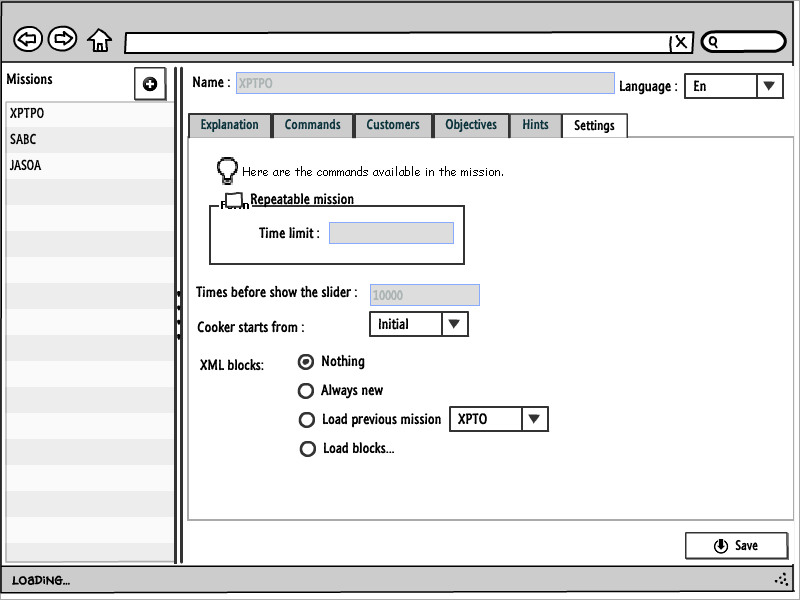 Missions
XPTPO
SABC
JASOA
Name : XPTPO
Language : En
Explanation Commands Customers Objectives Hints Settings
Here are the commands available in the mission.
Repeatable mission
Form
Time limit :
Times before show the slider : 10000
Cooker starts from : Initial
XML blocks: Nothing
Always new
Load previous mission XPTO
Load blocks...
Save
LOADING...